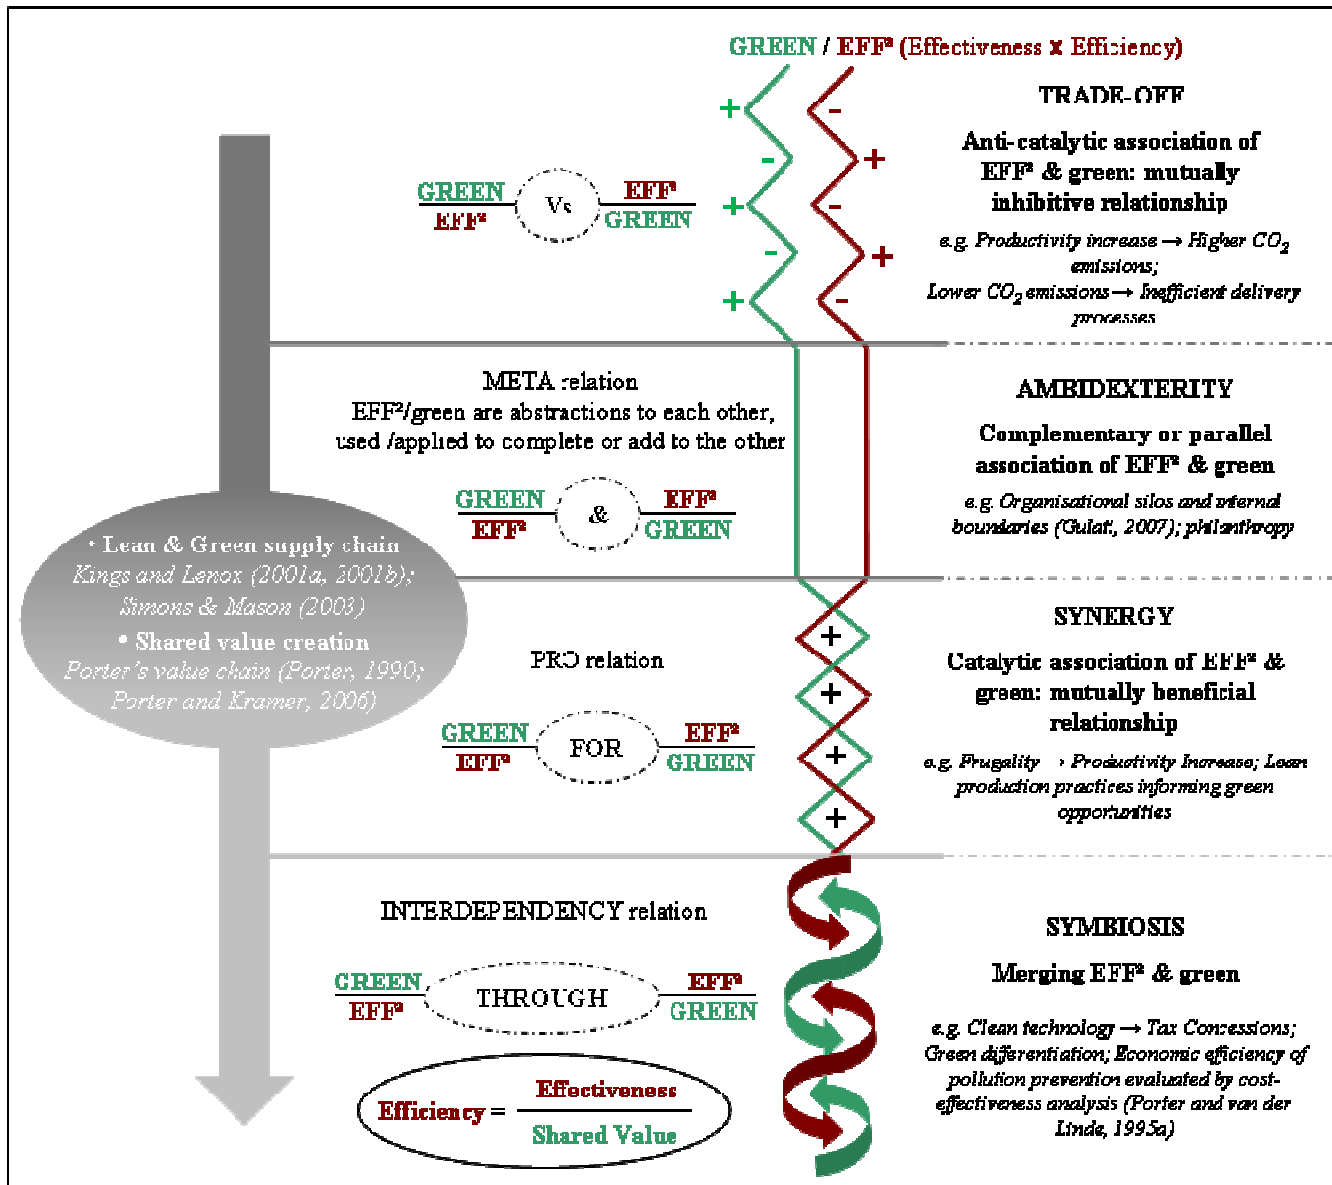 GREEN / EFF² (Effectiveness x Efficiency)
+ -
- +
+ -
- +
+ -
GREEN
EFF²
Vs
EFF²
GREEN
TRADE-OFF
Anti-catalytic association of
EFF² & green: mutually
inhibitive relationship
e.g. Productivity increase → Higher CO₂
emissions;
Lower CO₂ emissions → Inefficient delivery
processes
META relation
EFF²/green are abstractions to each other,
used /applied to complete or add to the other
GREEN
EFF²
&
EFF²
GREEN
AMBIDEXTERITY
Complementary or parallel
association of EFF² & green
e.g. Organisational silos and internal
boundaries (Gulati, 2007); philanthropy
• Lean & Green supply chain
Kings and Lenox (2001a, 2001b);
Simons & Mason (2003)
• Shared value creation
Porter's value chain (Porter, 1990;
Porter and Kramer, 2006)
PRO relation
GREEN
EFF²
FOR
EFF²
GREEN
+
+
+
+
SYNERGY
Catalytic association of EFF² &
green: mutually beneficial
relationship
e.g. Frugality → Productivity Increase; Lean
production practices informing green
opportunities
INTERDEPENDENCY relation
GREEN
EFF²
THROUGH
EFF²
GREEN
Efficiency =
Effectiveness
Shared Value
SYMBIOSIS
Merging EFF² & green
e.g. Clean technology → Tax Concessions;
Green differentiation; Economic efficiency of
pollution prevention evaluated by cost-
effectiveness analysis (Porter and van der
Linde, 1995a)